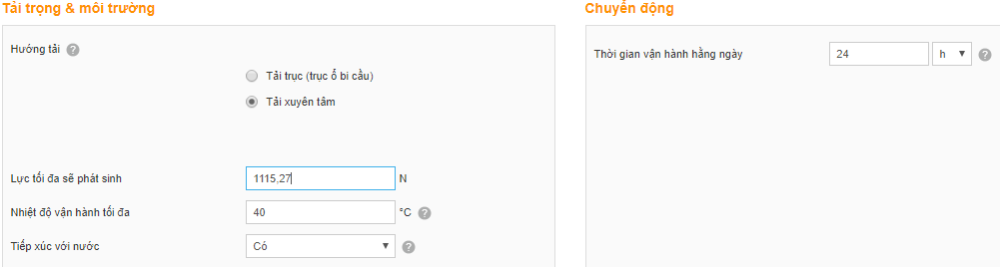 Tải trọng & môi trường
Hướng tải ?
Tải trục (trục ổ bi cầu)
Tải xuyên tâm
Lực tối đa sẽ phát sinh 1115,27 N
Nhiệt độ vận hành tối đa 40 °C ?
Tiếp xúc với nước Có ?
Chuyển động
Thời gian vận hành hằng ngày 24 h ?